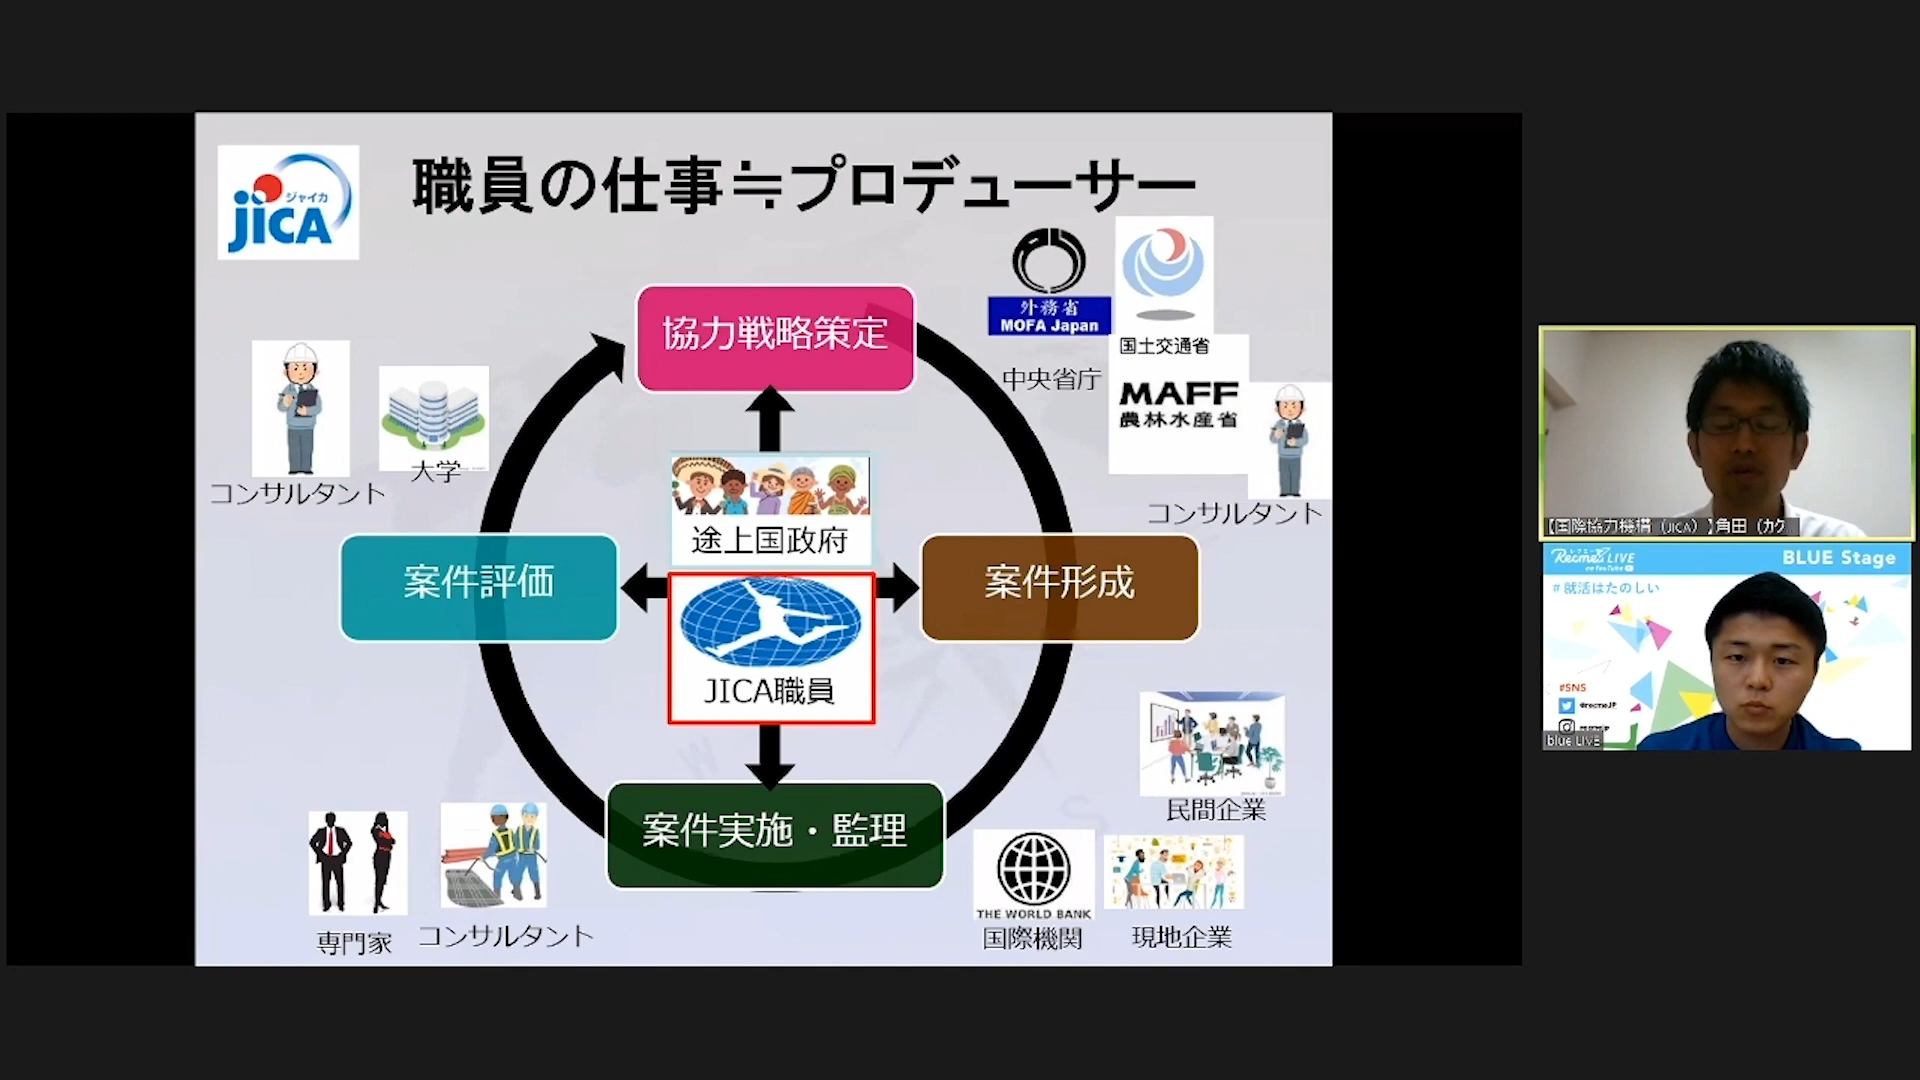 職員の仕事≒プロデューサー
ジャイカ
JICA
協力戦略策定
外務省
MOFA Japan
国土交通省
中央省庁
MAFF
農林水産省
コンサルタント
大学
コンサルタント
途上国政府
案件評価
案件形成
JICA職員
民間企業
案件実施・監理
THE WORLD BANK
専門家
コンサルタント
国際機関
現地企業
【国際協力機構（JICA）】角田（カク
Recme LIVE
on YouTube
BLUE Stage
#就活はたのしい
#SNS
@recmeJP
blue LIVE